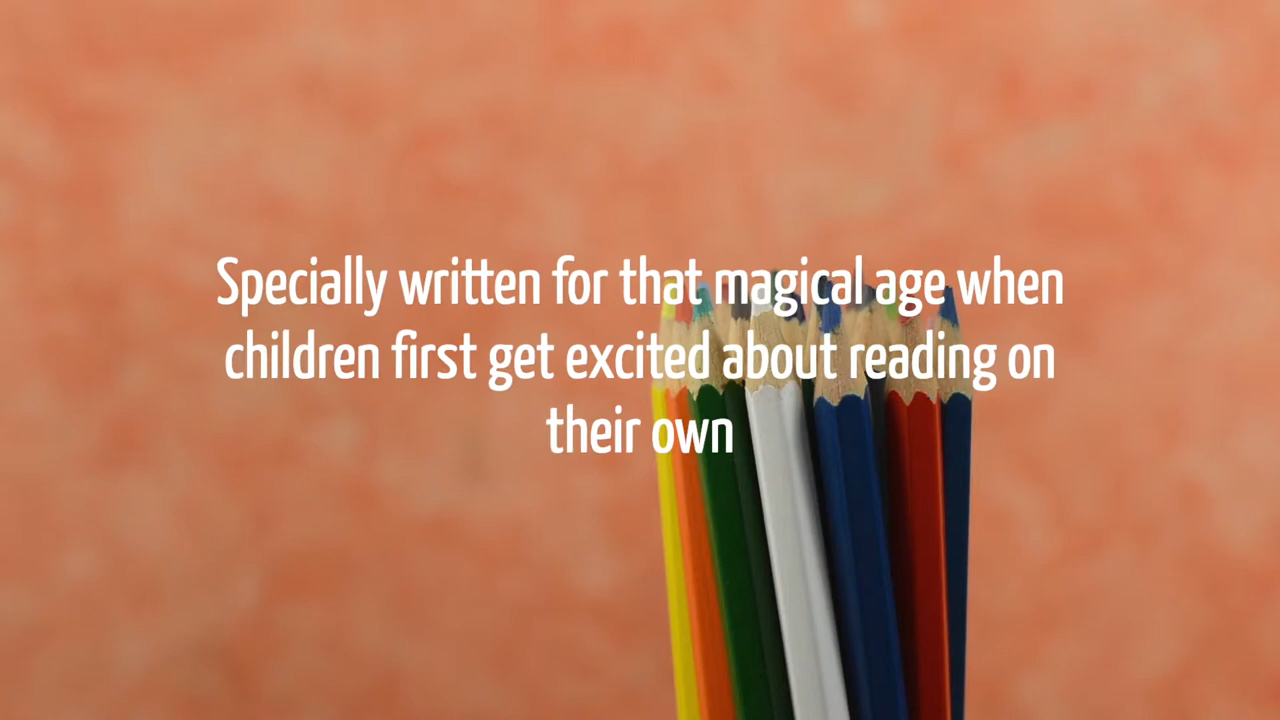 Specially written for that magical age when
children first get excited about reading on
their own